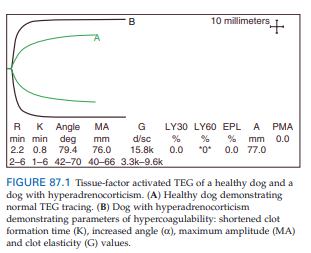 B
10 millimeters
A
R K Angle MA G LY30 LY60 EPL A PMA
min min deg mm d/sc % % % mm 0.0
2.2 0.8 79.4 76.0 15.8k 0.0 *0* 0.0 77.0
2–6 1–6 42–70 40–66 3.3k–9.6k
FIGURE 87.1 Tissue-factor activated TEG of a healthy dog and a
dog with hyperadrenocorticism. (A) Healthy dog demonstrating
normal TEG tracing. (B) Dog with hyperadrenocorticism
demonstrating parameters of hypercoagulability: shortened clot
formation time (K), increased angle (α), maximum amplitude (MA)
and clot elasticity (G) values.